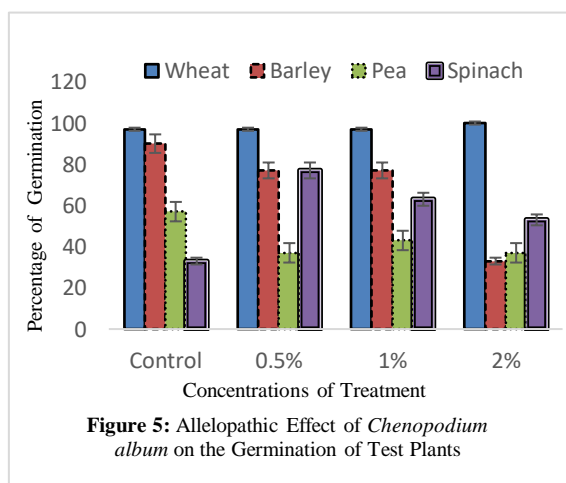 Wheat Barley Pea Spinach
120
100
80
60
40
20
0
Percentage of Germination
Control 0.5% 1% 2%
Concentrations of Treatment
Figure 5: Allelopathic Effect of Chenopodium
album on the Germination of Test Plants